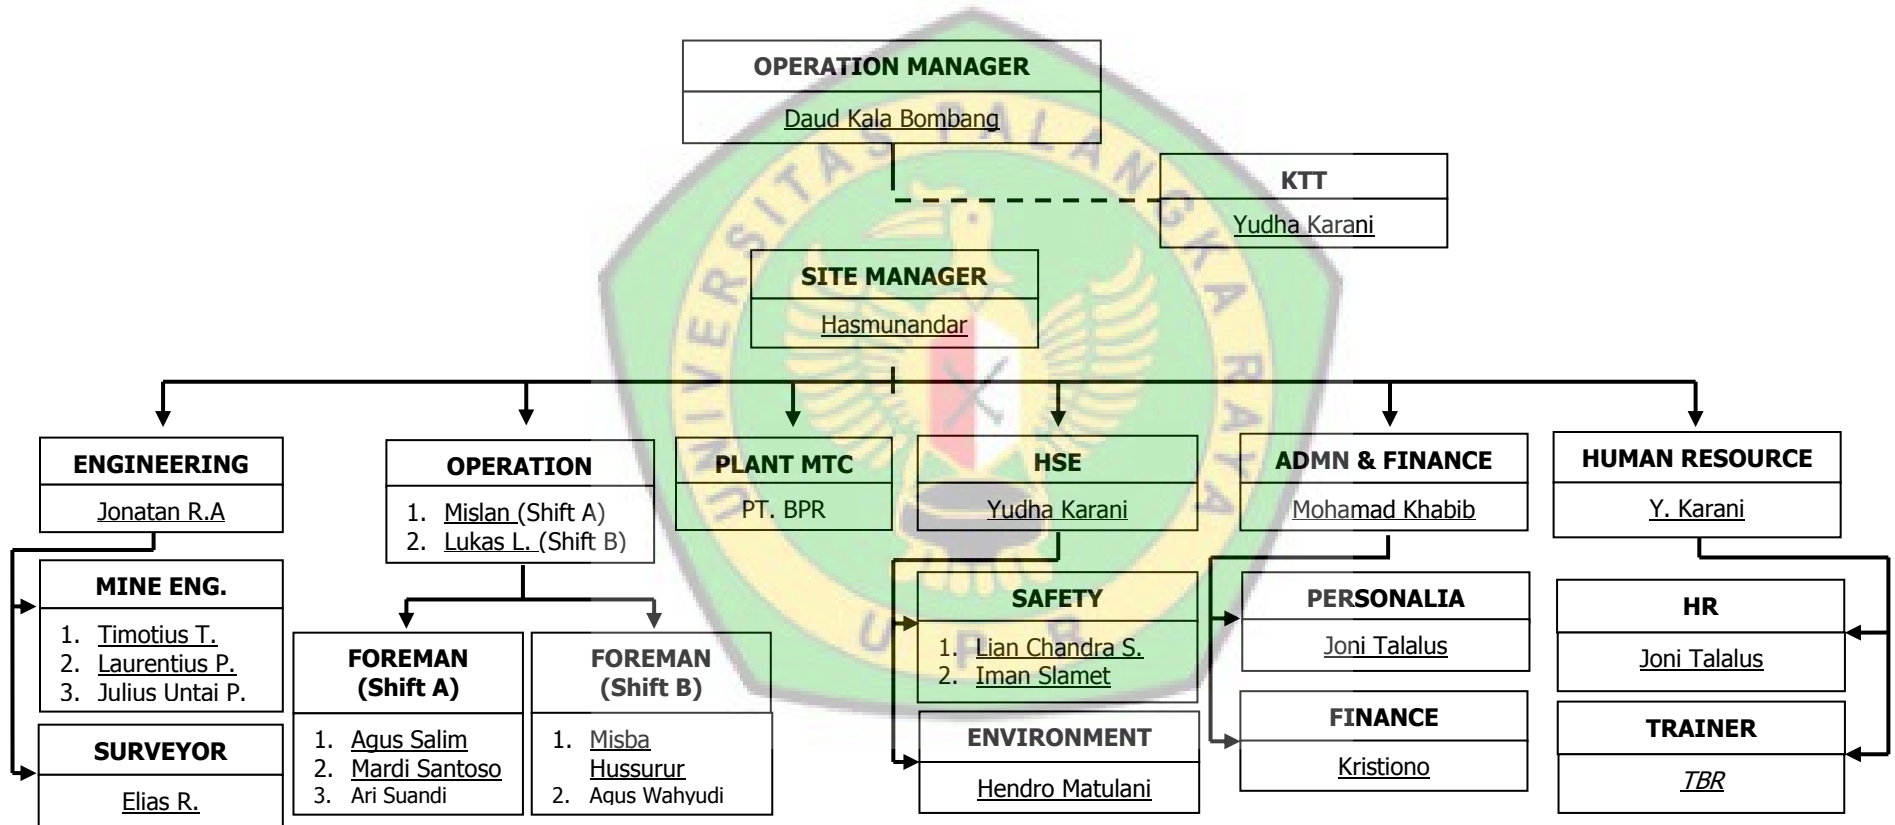 OPERATION MANAGER
Daud Kala Bombang
KTT
Yudha Karani
SITE MANAGER
Hasmunandar
UNIVERSITAS PALANGKA RAYA
UPR
ENGINEERING
Jonatan R.A
OPERATION
1. Mislan (Shift A)
2. Lukas L. (Shift B)
PLANT MTC
PT. BPR
HSE
Yudha Karani
ADMN & FINANCE
Mohamad Khabib
HUMAN RESOURCE
Y. Karani
MINE ENG.
1. Timotius T.
2. Laurentius P.
3. Julius Untai P.
SURVEYOR
Elias R.
FOREMAN
(Shift A)
1. Agus Salim
2. Mardi Santoso
3. Ari Suandi
FOREMAN
(Shift B)
1. Misba
Hussurur
2. Agus Wahyudi
SAFETY
1. Lian Chandra S.
2. Iman Slamet
ENVIRONMENT
Hendro Matulani
PERSONALIA
Joni Talalus
FINANCE
Kristiono
HR
Joni Talalus
TRAINER
TBR